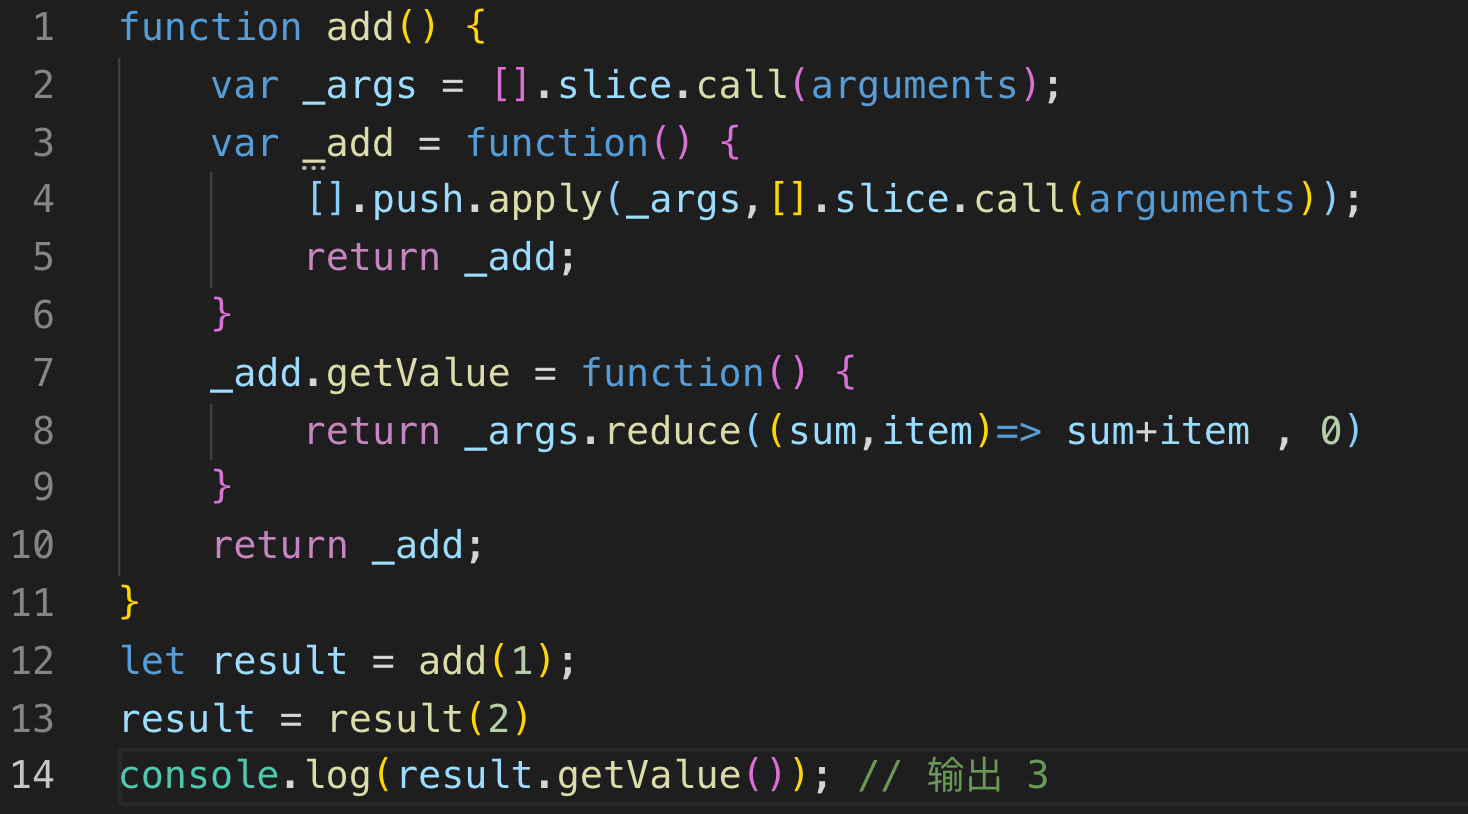 1 function add() {
2 var _args = [].slice.call(arguments);
3 var _add = function() {
4 [].push.apply(_args,[].slice.call(arguments));
5 return _add;
6 }
7 _add.getValue = function() {
8 return _args.reduce((sum,item)=> sum+item , 0)
9 }
10 return _add;
11 }
12 let result = add(1);
13 result = result(2)
14 console.log(result.getValue()); // 输出 3